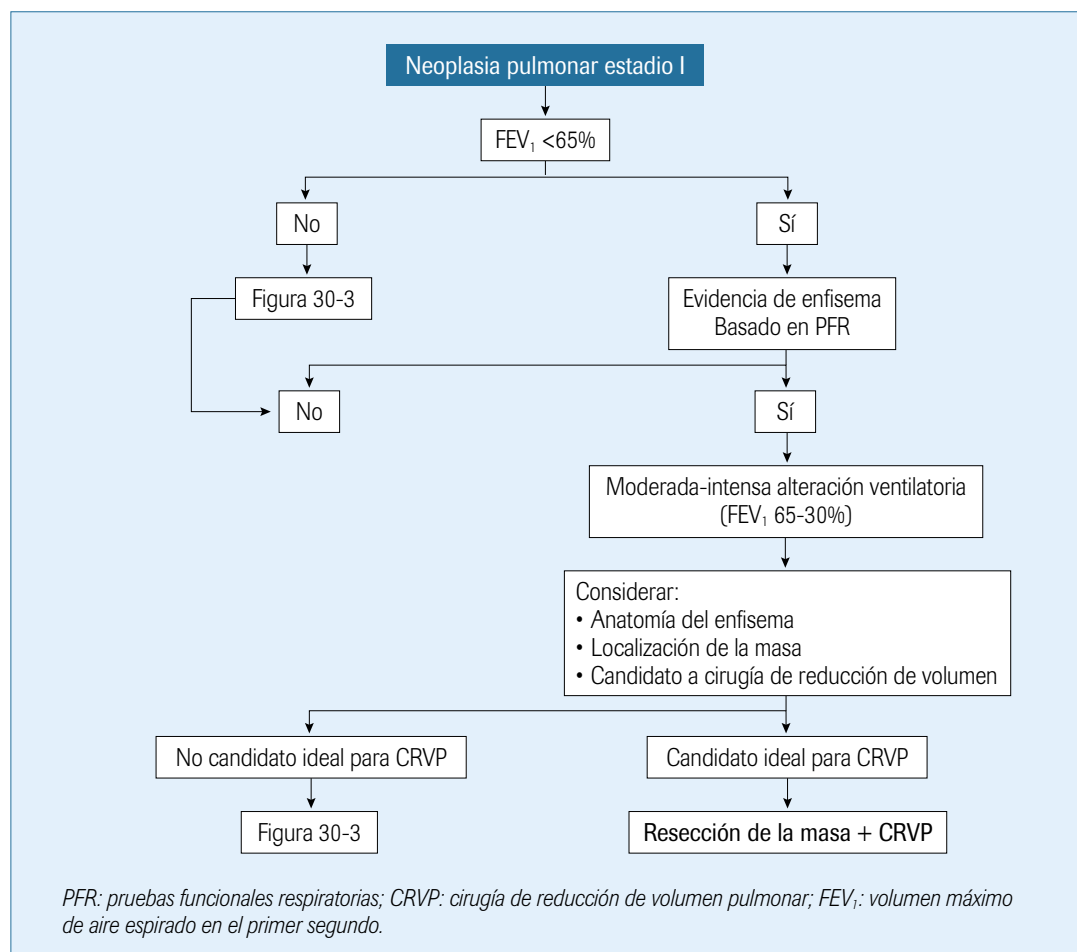 Neoplasia pulmonar estadio I
FEV₁ <65%
No
Sí
Figura 30-3
Evidencia de enfisema
Basado en PFR
No
Sí
Moderada-intensa alteración ventilatoria
(FEV₁ 65-30%)
Considerar:
• Anatomía del enfisema
• Localización de la masa
• Candidato a cirugía de reducción de volumen
No candidato ideal para CRVP
Candidato ideal para CRVP
Figura 30-3
Resección de la masa + CRVP
PFR: pruebas funcionales respiratorias; CRVP: cirugía de reducción de volumen pulmonar; FEV₁: volumen máximo
de aire espirado en el primer segundo.